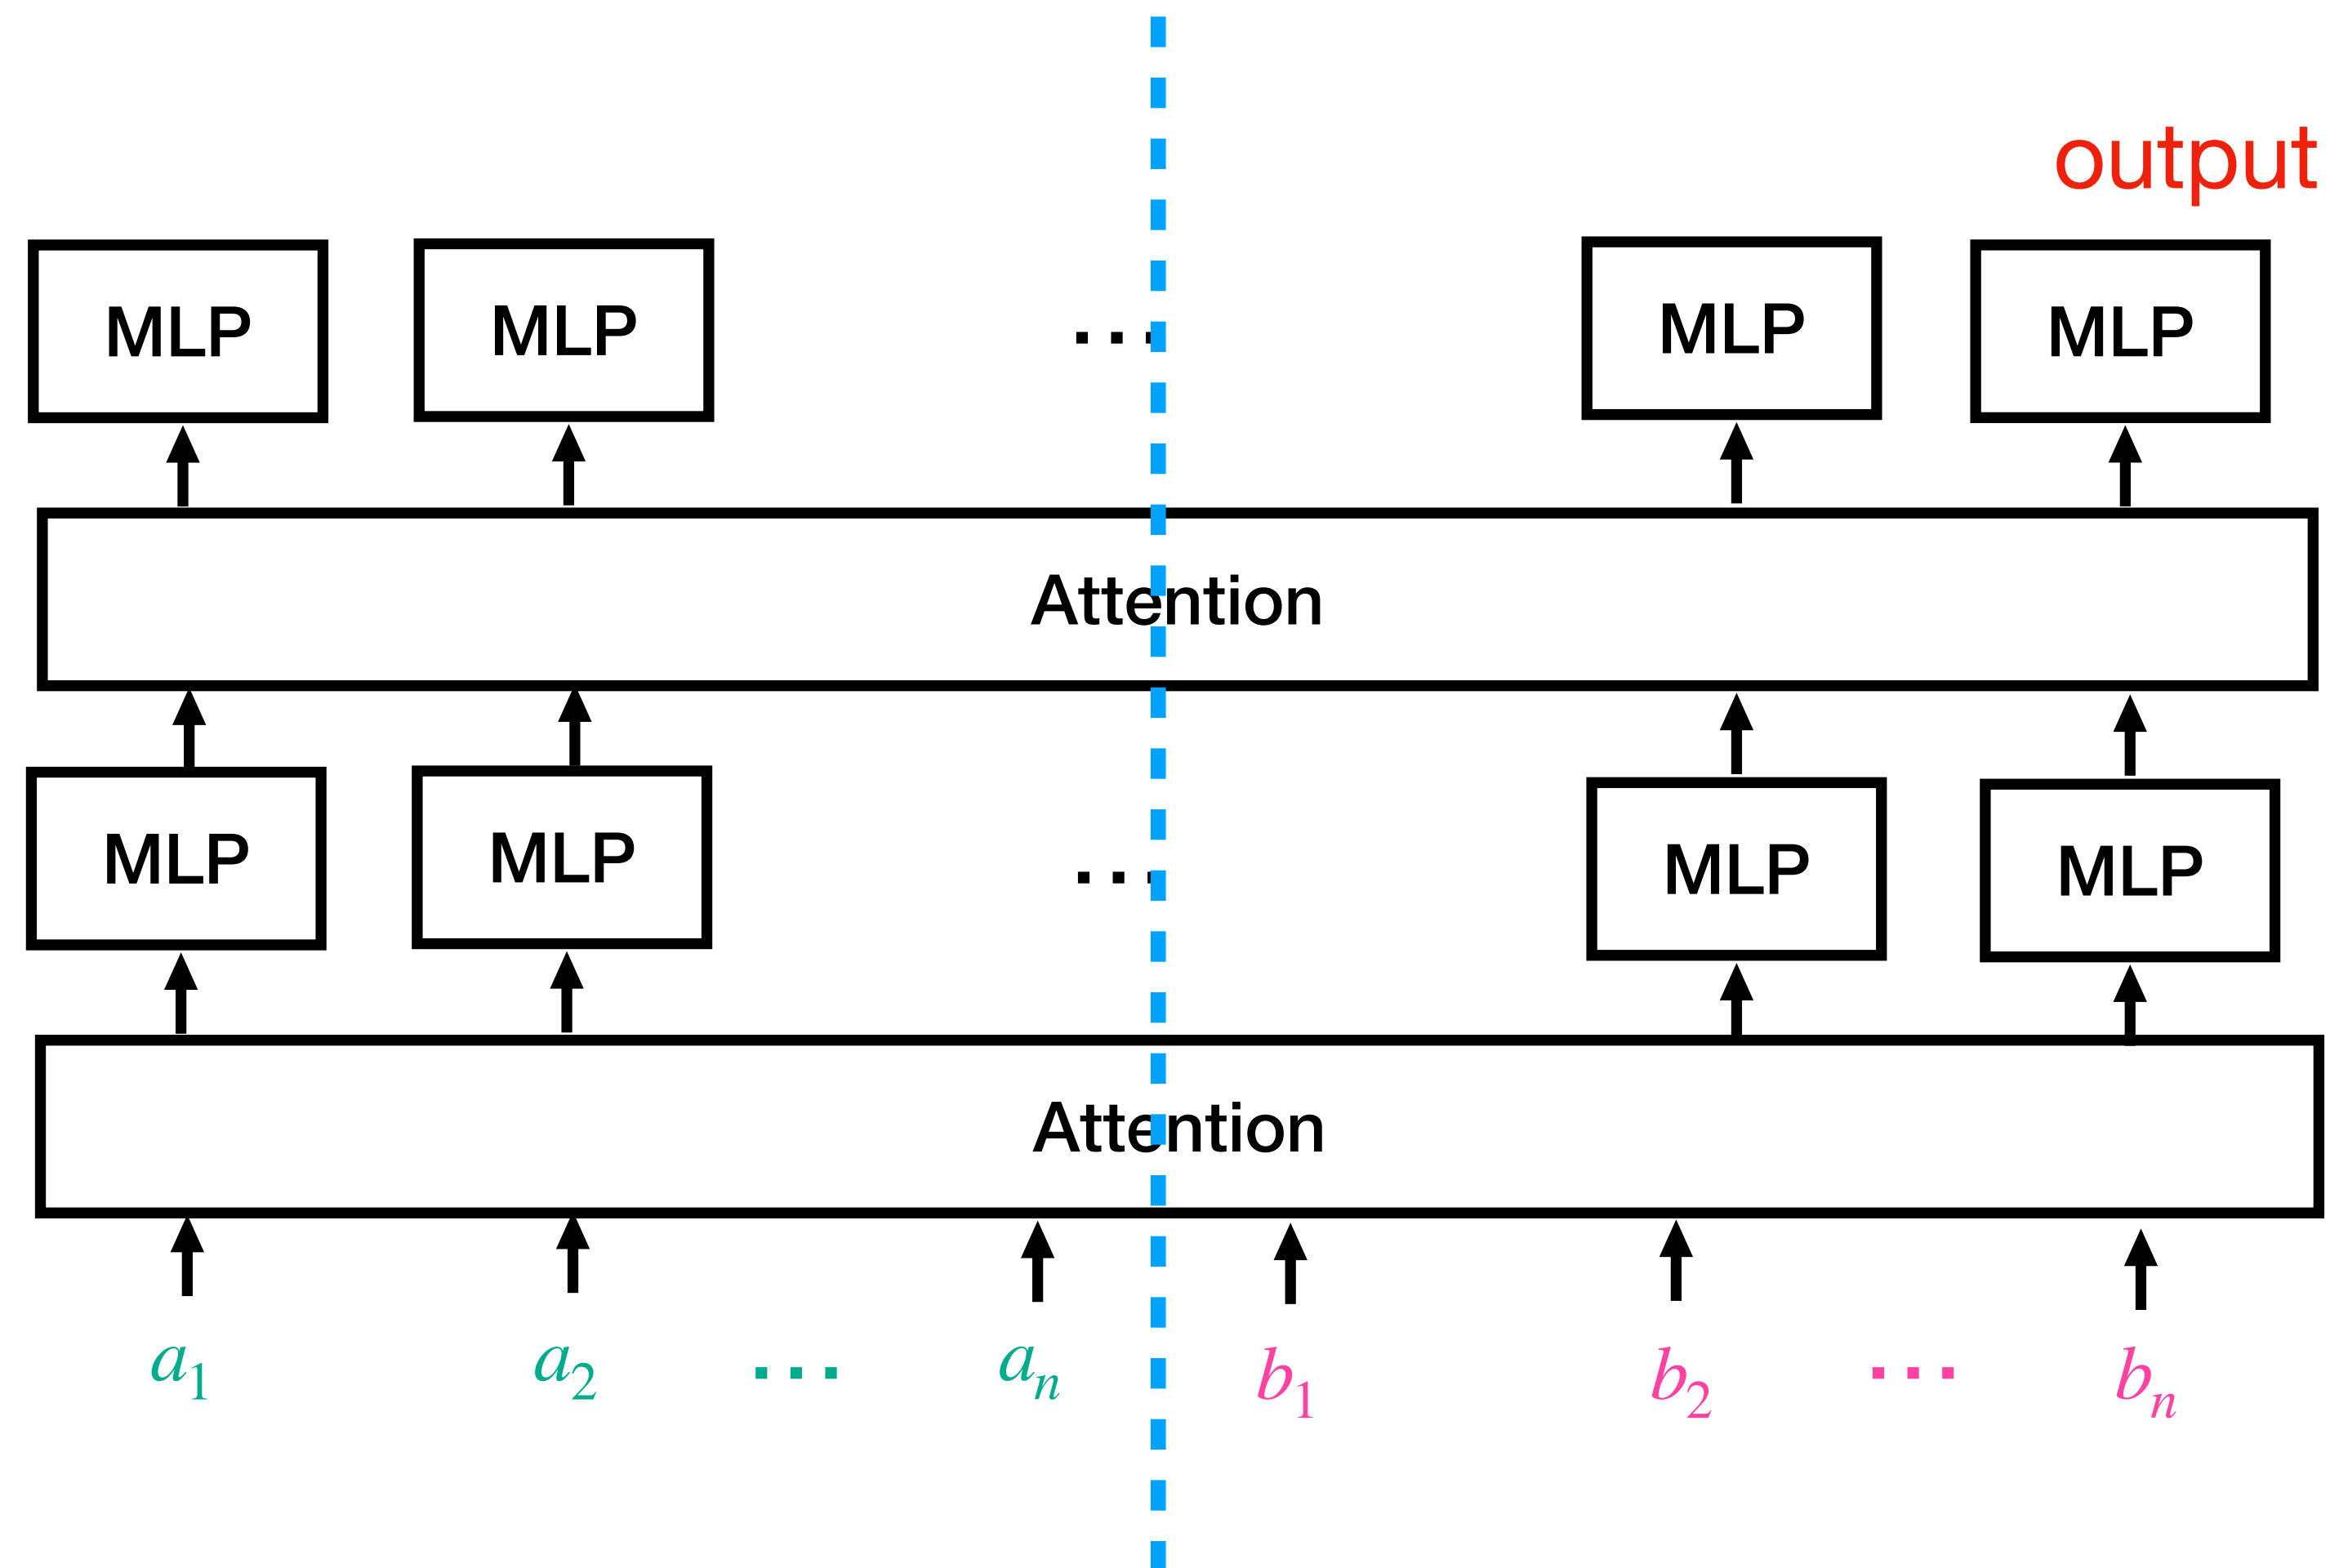 output
MLP MLP ... MLP MLP
Attention
MLP MLP ... MLP MLP
Attention
a₁ a₂ ... aₙ b₁ b₂ ... bₙ